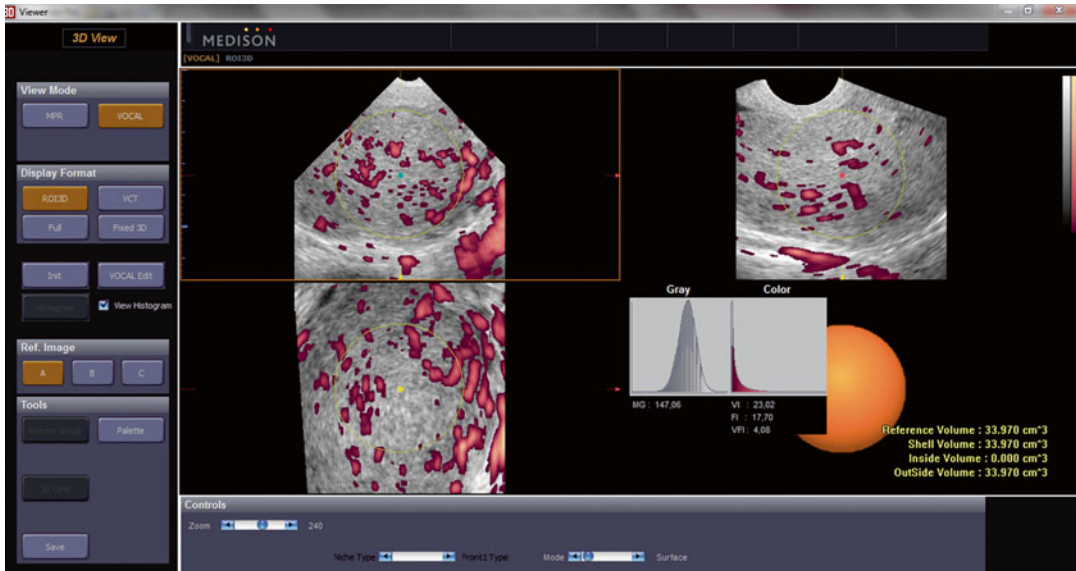 3D Viewer
3D View
MEDISON
[VOCAL] ROI3D
View Mode
MPR VOCAL
Display Format
ROI3D VCT
Full Fixed 3D
Init VOCAL Edit
Histogram View Histogram
Ref. Image
A B C
Tools
Render Setup Palette
Save
Gray Color
MG : 147,06 VI : 23,02
FI : 17,70
VFI : 4,08
Reference Volume : 33.970 cm^3
Shell Volume : 33.970 cm^3
Inside Volume : 0.000 cm^3
OutSide Volume : 33.970 cm^3
Controls
Zoom 240
Niche Type Front1 Type Mode Surface